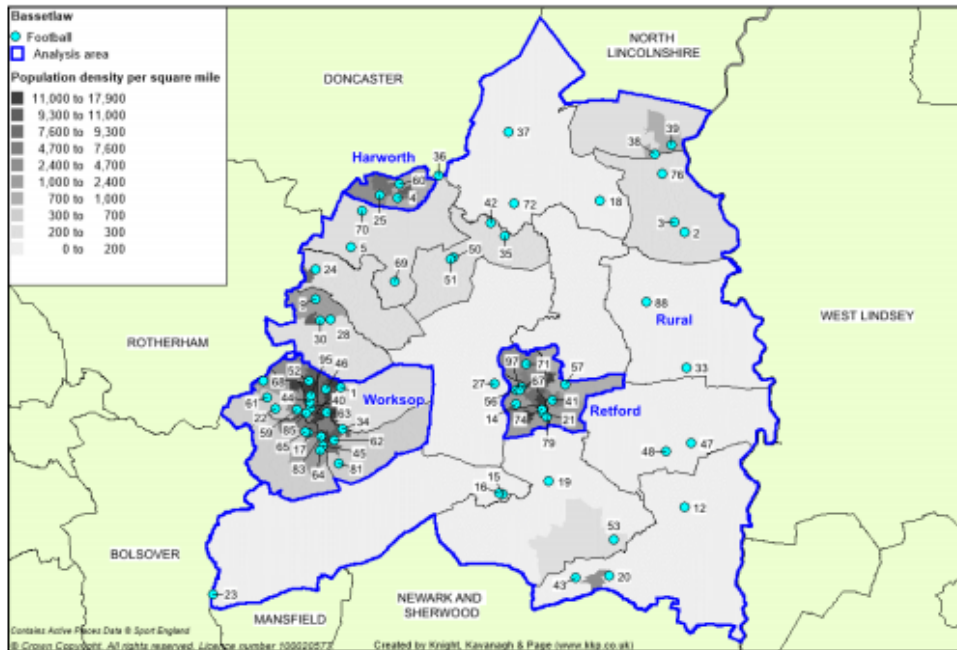 Bassetlaw
Football
Analysis area
Population density per square mile
11,000 to 17,900
9,300 to 11,000
7,600 to 9,300
4,700 to 7,600
2,400 to 4,700
1,000 to 2,400
700 to 1,000
300 to 700
200 to 300
0 to 200
NORTH
LINCOLNSHIRE
DONCASTER
37
39
38
Harworth
36
60
4
25
76
18
72
42
3
2
70
35
5
50
51
69
24
9
88
28
30
Rural
WEST LINDSEY
ROTHERHAM
95
46
52
97
71
67
57
33
68
1
27
44
40
Worksop
61
63
56
41
Retford
22
34
14
74
21
59
85
62
79
65
17
45
48
47
83
64
81
15
16
19
12
53
BOLSOVER
43
20
23
NEWARK AND
SHERWOOD
MANSFIELD
Contains Active Places Data © Sport England
© Crown Copyright. All rights reserved. Licence number 100020577
Created by Knight, Kavanagh & Page (www.kkp.co.uk)